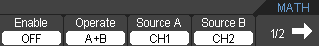 MATH
Enable Operate Source A Source B
OFF A+B CH1 CH2 1/2